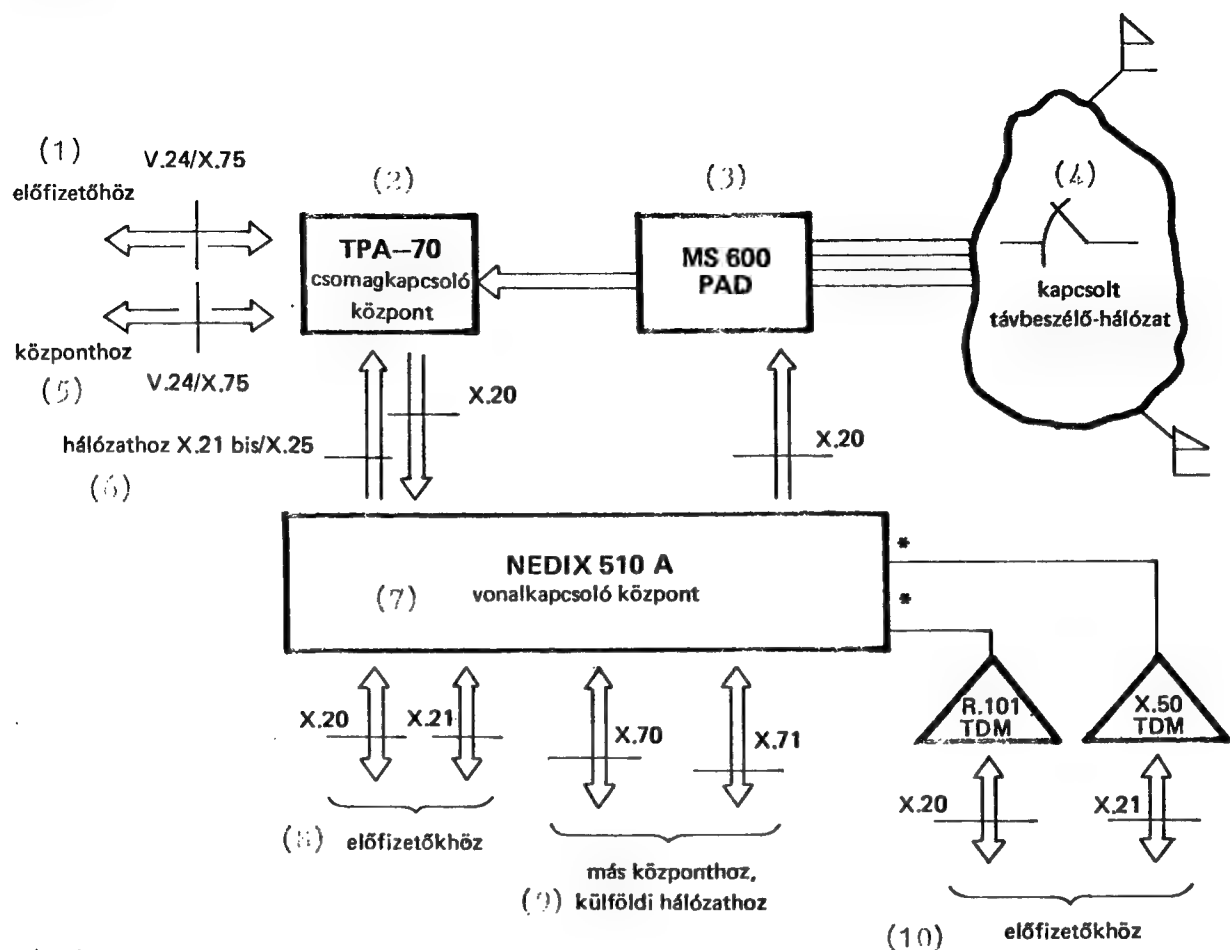 (1)
V.24/X.75
előfizetőhöz
(2)
TPA–70
csomagkapcsoló
központ
(3)
MS 600
PAD
(4)
kapcsolt
távbeszélő-hálózat
központhoz
(5)
V.24/X.75
X.20
hálózathoz X.21 bis/X.25
(6)
X.20
NEDIX 510 A
(7) vonalkapcsoló központ
*
*
R.101
TDM
X.50
TDM
X.20
X.21
X.70
X.71
X.20
X.21
(8) előfizetőkhöz
más központhoz,
(9) külföldi hálózathoz
(10) előfizetőkhöz